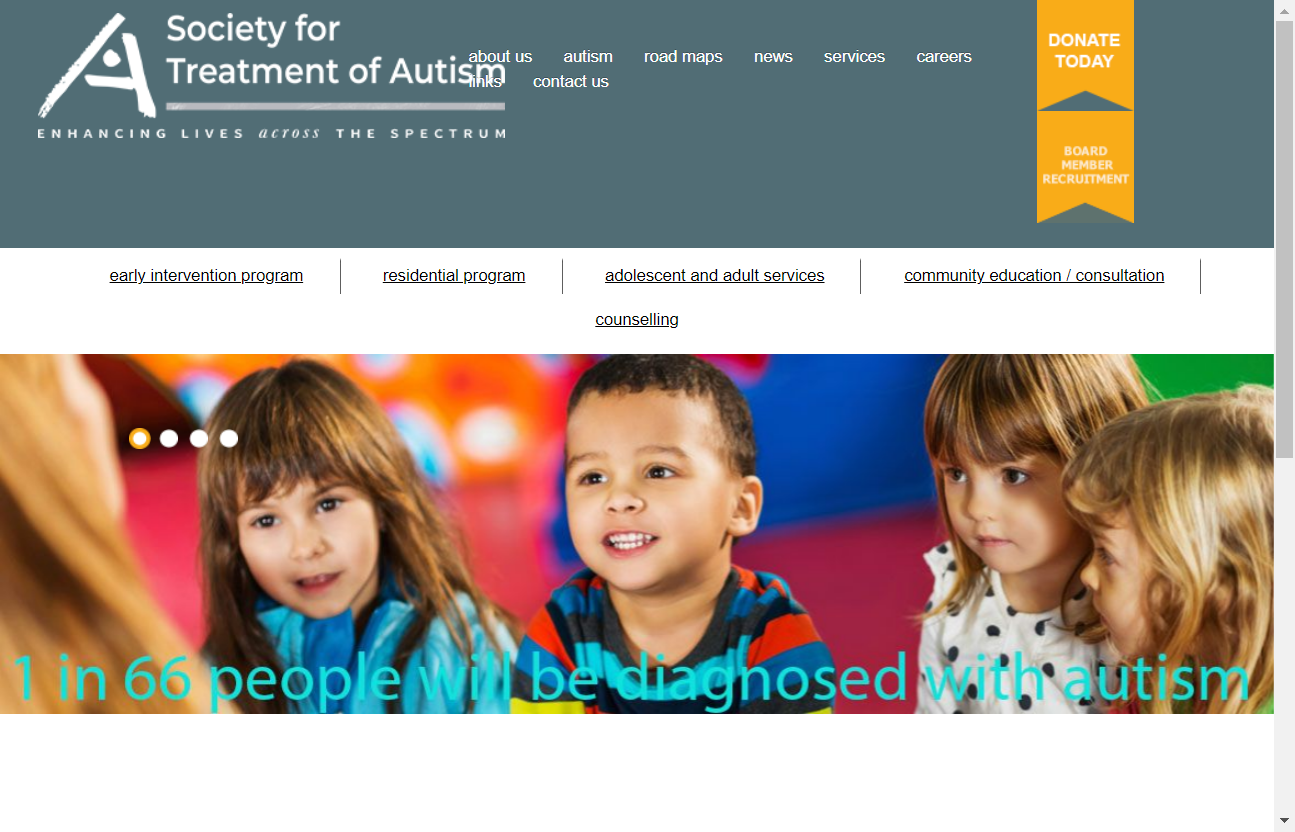 Society for
Treatment of Autism
ENHANCING LIVES across THE SPECTRUM
about us autism road maps news services careers
links contact us
DONATE
TODAY
BOARD
MEMBER
RECRUITMENT
early intervention program residential program adolescent and adult services community education / consultation
counselling
1 in 66 people will be diagnosed with autism